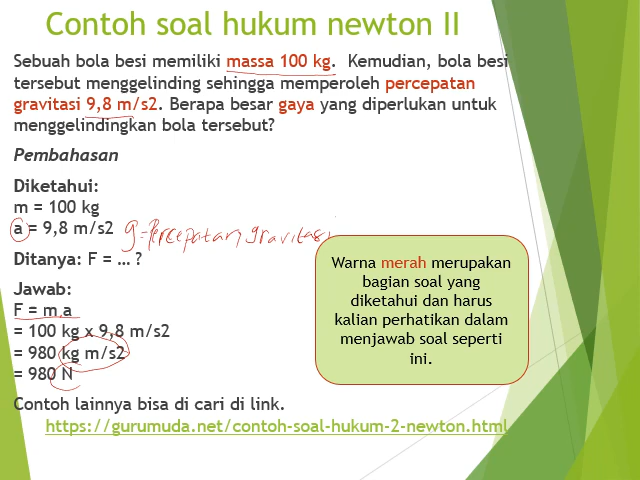 Contoh soal hukum newton II
Sebuah bola besi memiliki massa 100 kg. Kemudian, bola besi
tersebut menggelinding sehingga memperoleh percepatan
gravitasi 9,8 m/s2. Berapa besar gaya yang diperlukan untuk
menggelindingkan bola tersebut?
Pembahasan
Diketahui:
m = 100 kg
a = 9,8 m/s2 g = Percepatan gravitasi
Ditanya: F = … ?
Jawab:
F = m.a
= 100 kg x 9,8 m/s2
= 980 kg m/s2
= 980 N
Warna merah merupakan
bagian soal yang
diketahui dan harus
kalian perhatikan dalam
menjawab soal seperti
ini.
Contoh lainnya bisa di cari di link.
https://gurumuda.net/contoh-soal-hukum-2-newton.html